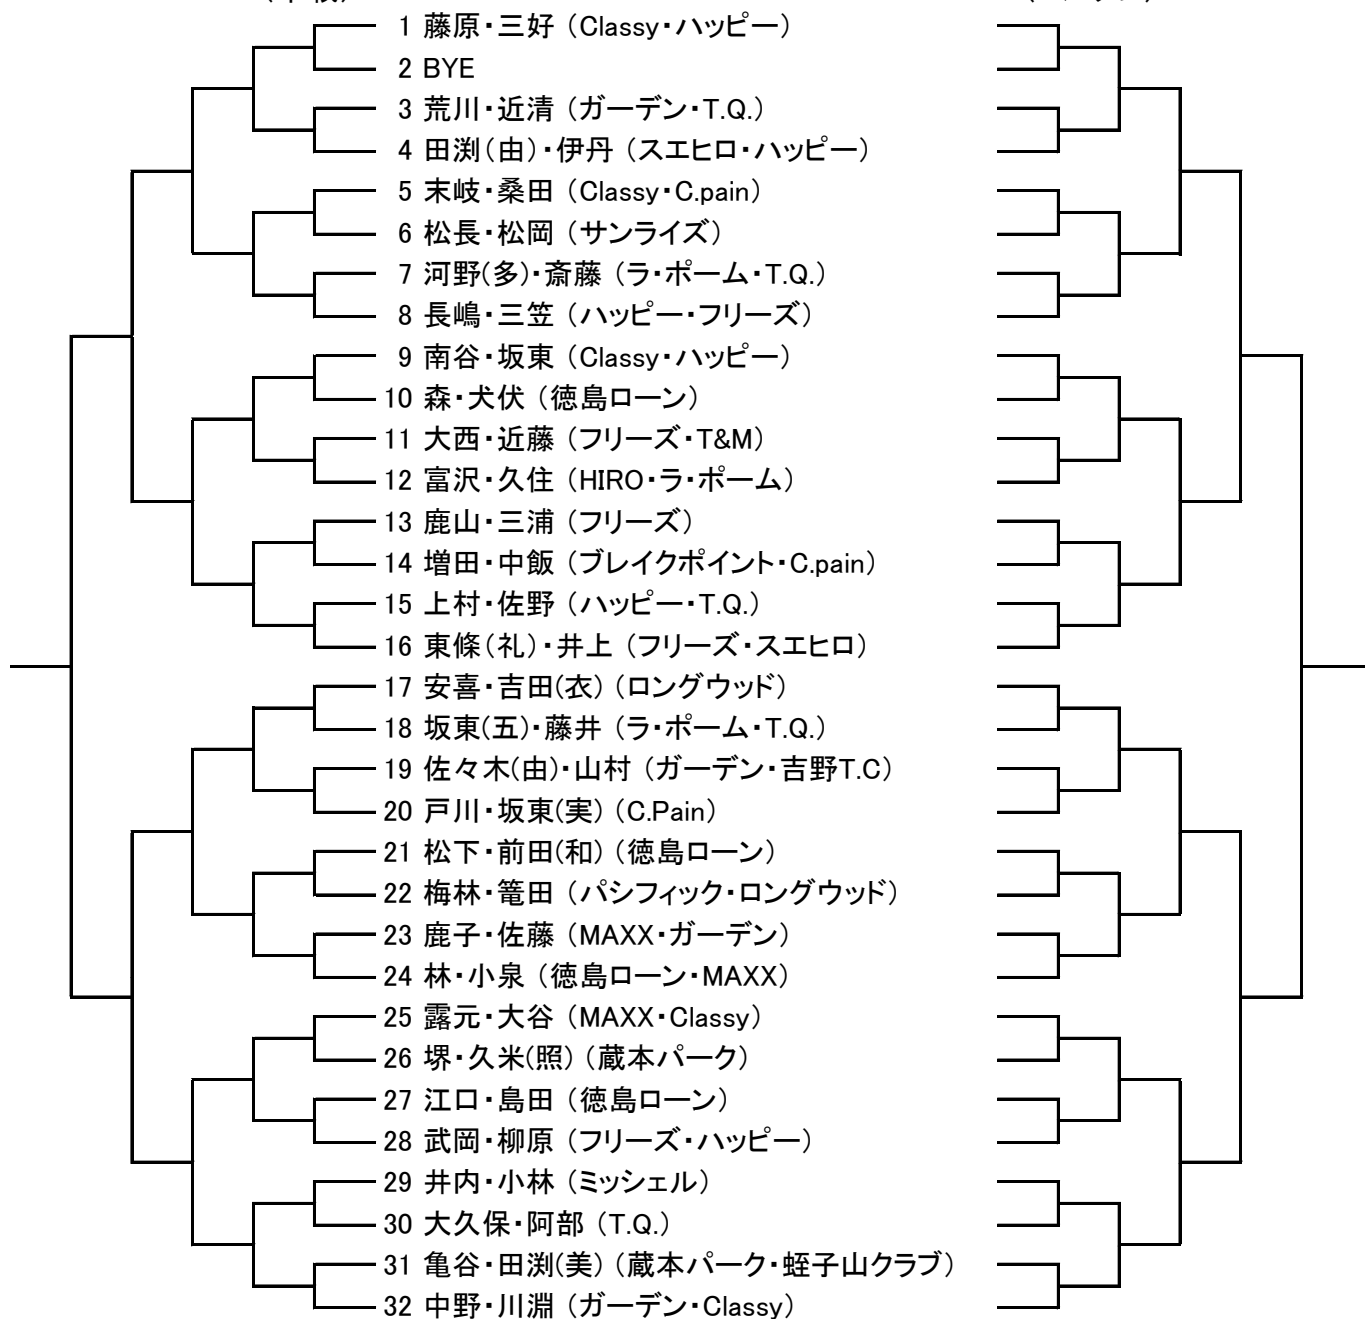 1 藤原・三好 (Classy・ハッピー)
2 BYE
3 荒川・近清 (ガーデン・T.Q.)
4 田渕(由)・伊丹 (スエヒロ・ハッピー)
5 末岐・桑田 (Classy・C.pain)
6 松長・松岡 (サンライズ)
7 河野(多)・斎藤 (ラ・ポーム・T.Q.)
8 長嶋・三笠 (ハッピー・フリーズ)
9 南谷・坂東 (Classy・ハッピー)
10 森・犬伏 (徳島ローン)
11 大西・近藤 (フリーズ・T&M)
12 富沢・久住 (HIRO・ラ・ポーム)
13 鹿山・三浦 (フリーズ)
14 増田・中飯 (ブレイクポイント・C.pain)
15 上村・佐野 (ハッピー・T.Q.)
16 東條(礼)・井上 (フリーズ・スエヒロ)
17 安喜・吉田(衣) (ロングウッド)
18 坂東(五)・藤井 (ラ・ポーム・T.Q.)
19 佐々木(由)・山村 (ガーデン・吉野T.C)
20 戸川・坂東(実) (C.Pain)
21 松下・前田(和) (徳島ローン)
22 梅林・篭田 (パシフィック・ロングウッド)
23 鹿子・佐藤 (MAXX・ガーデン)
24 林・小泉 (徳島ローン・MAXX)
25 露元・大谷 (MAXX・Classy)
26 堺・久米(照) (蔵本パーク)
27 江口・島田 (徳島ローン)
28 武岡・柳原 (フリーズ・ハッピー)
29 井内・小林 (ミッシェル)
30 大久保・阿部 (T.Q.)
31 亀谷・田渕(美) (蔵本パーク・蛭子山クラブ)
32 中野・川淵 (ガーデン・Classy)